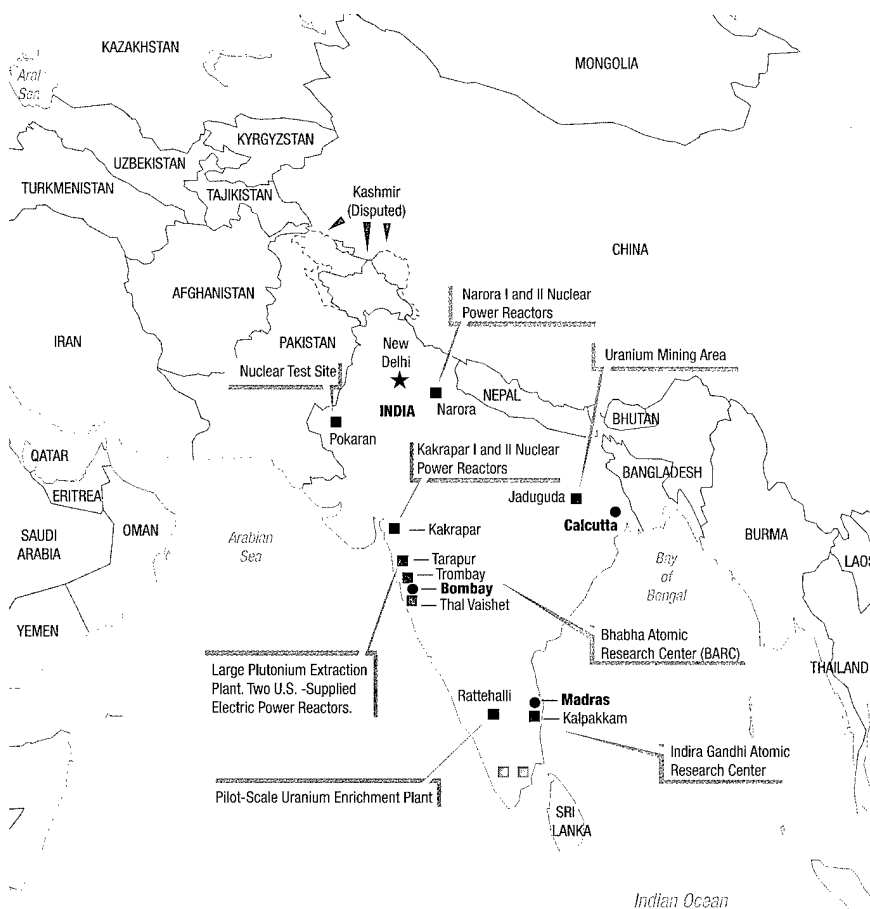 KAZAKHSTAN
MONGOLIA
Aral
Sea
KYRGYZSTAN
UZBEKISTAN
TURKMENISTAN
TAJIKISTAN
Kashmir
(Disputed)
CHINA
AFGHANISTAN
Narora I and II Nuclear
Power Reactors
IRAN
PAKISTAN
New
Delhi
Uranium Mining Area
Nuclear Test Site
NEPAL
INDIA
Narora
BHUTAN
Pokaran
QATAR
Kakrapar I and II Nuclear
Power Reactors
BANGLADESH
ERITREA
Jaduguda
Calcutta
SAUDI
ARABIA
OMAN
Arabian
Sea
Kakrapar
BURMA
LAOS
Tarapur
Trombay
Bombay
Thal Vaishet
Bay
of
Bengal
YEMEN
Bhabha Atomic
Research Center (BARC)
Large Plutonium Extraction
Plant. Two U.S. -Supplied
Electric Power Reactors.
THAILAND
Rattehalli
Madras
Kalpakkam
Indira Gandhi Atomic
Research Center
Pilot-Scale Uranium Enrichment Plant
SRI
LANKA
Indian Ocean